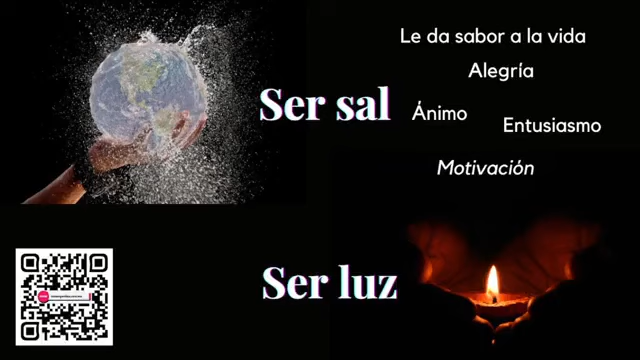 Le da sabor a la vida
Alegría
Ser sal
Ánimo
Entusiasmo
Motivación
Ser luz